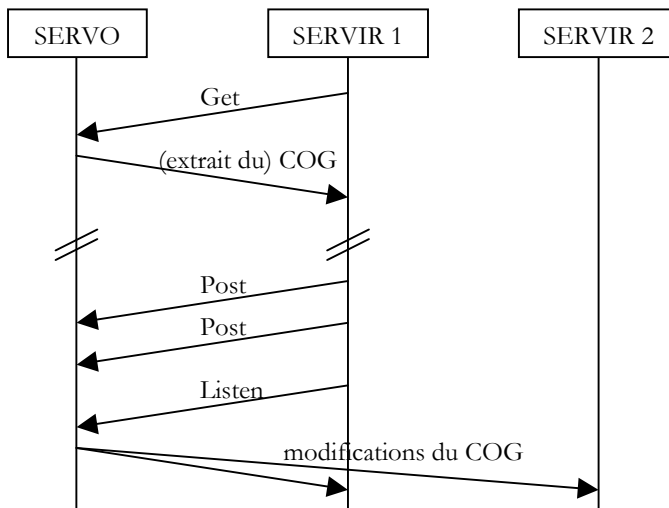 SERVO
SERVIR 1
SERVIR 2
Get
(extrait du) COG
Post
Post
Listen
modifications du COG